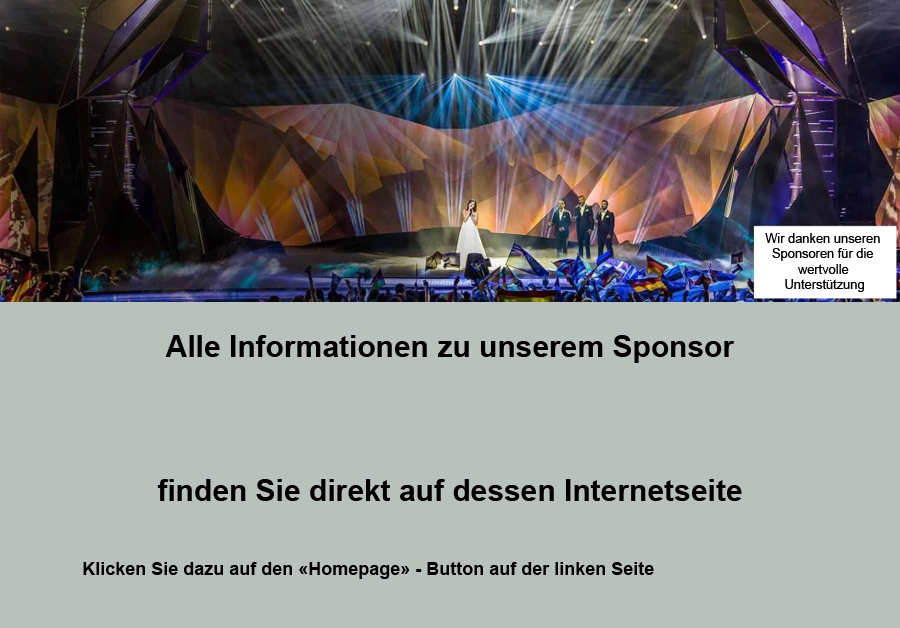 Wir danken unseren
Sponsoren für die
wertvolle
Unterstützung
Alle Informationen zu unserem Sponsor
finden Sie direkt auf dessen Internetseite
Klicken Sie dazu auf den «Homepage» - Button auf der linken Seite